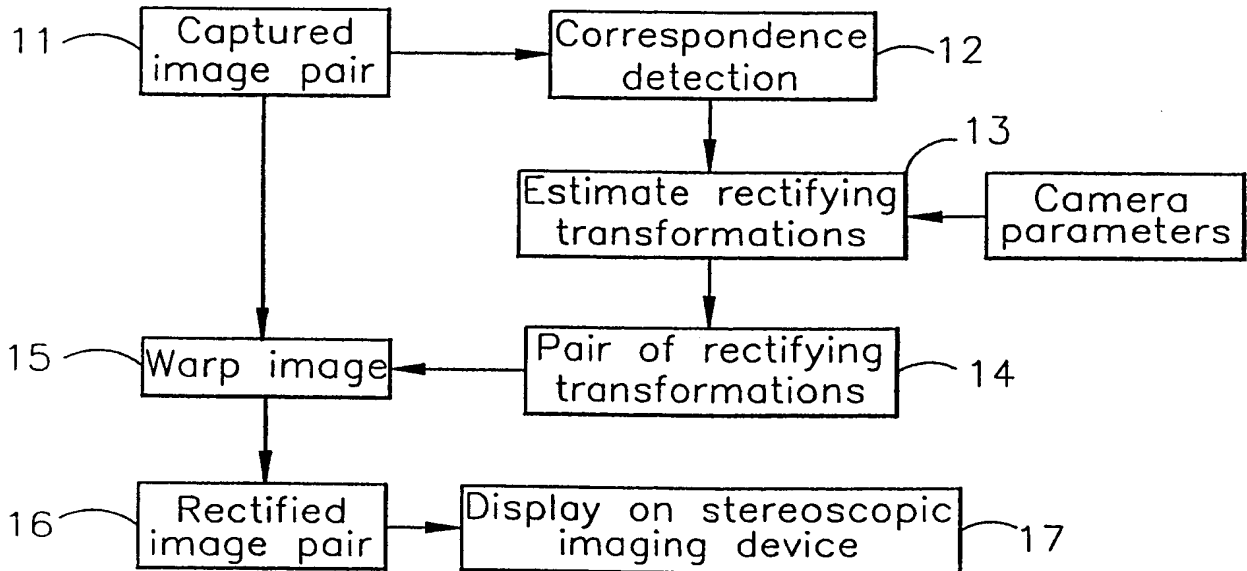 11
Captured
image pair
Correspondence
detection
12
13
Estimate rectifying
transformations
Camera
parameters
15
Warp image
Pair of rectifying
transformations
14
16
Rectified
image pair
Display on stereoscopic
imaging device
17